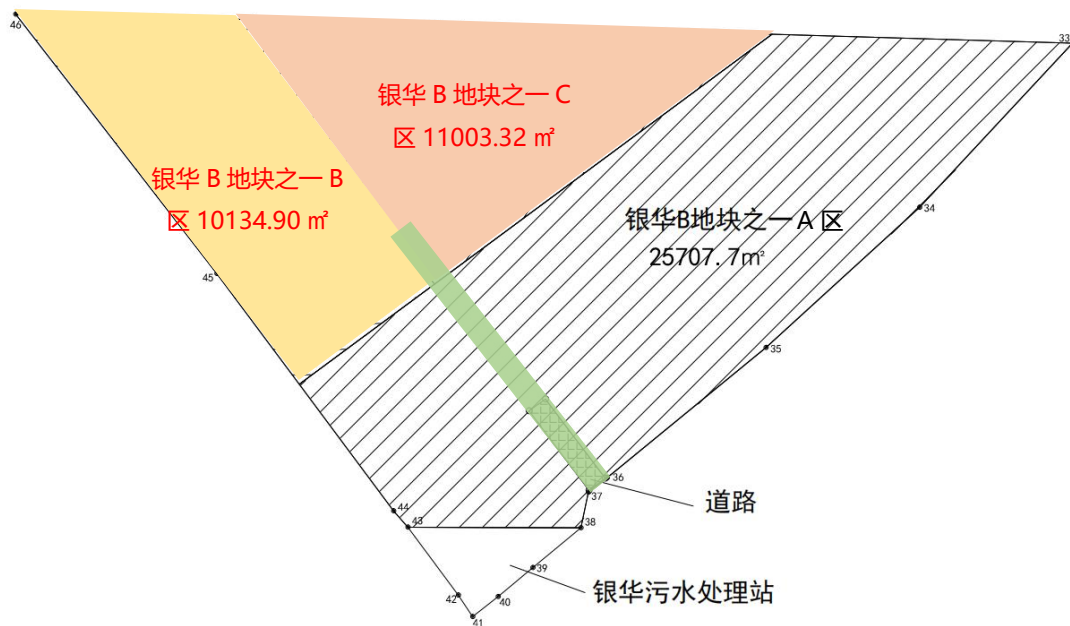 46
33
银华 B 地块之一 C
区 11003.32 ㎡
银华 B 地块之一 B
区 10134.90 ㎡
34
银华B地块之一A 区
25707.7㎡
45
35
36
37
道路
44
43
38
39
银华污水处理站
42
40
41